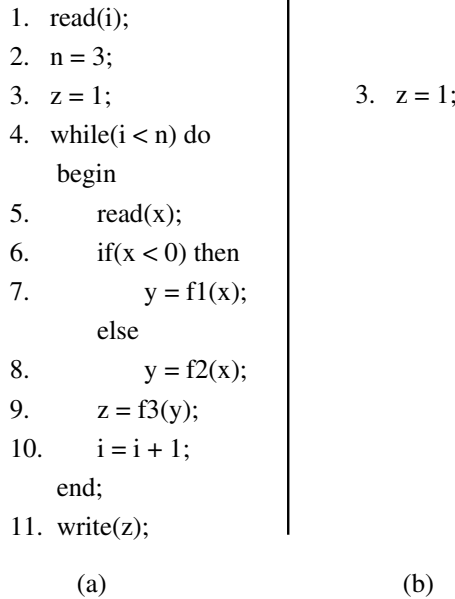 1. read(i);
2. n = 3;
3. z = 1;
4. while(i < n) do
begin
5. read(x);
6. if(x < 0) then
7. y = f1(x);
else
8. y = f2(x);
9. z = f3(y);
10. i = i + 1;
end;
11. write(z);
(a)
3. z = 1;
(b)